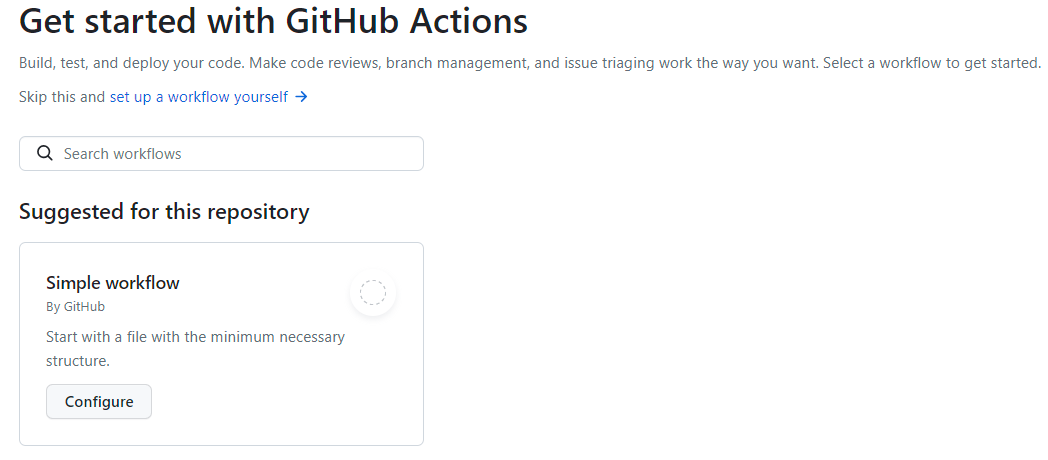 Get started with GitHub Actions
Build, test, and deploy your code. Make code reviews, branch management, and issue triaging work the way you want. Select a workflow to get started.
Skip this and set up a workflow yourself →
Search workflows
Suggested for this repository
Simple workflow
By GitHub
Start with a file with the minimum necessary
structure.
Configure